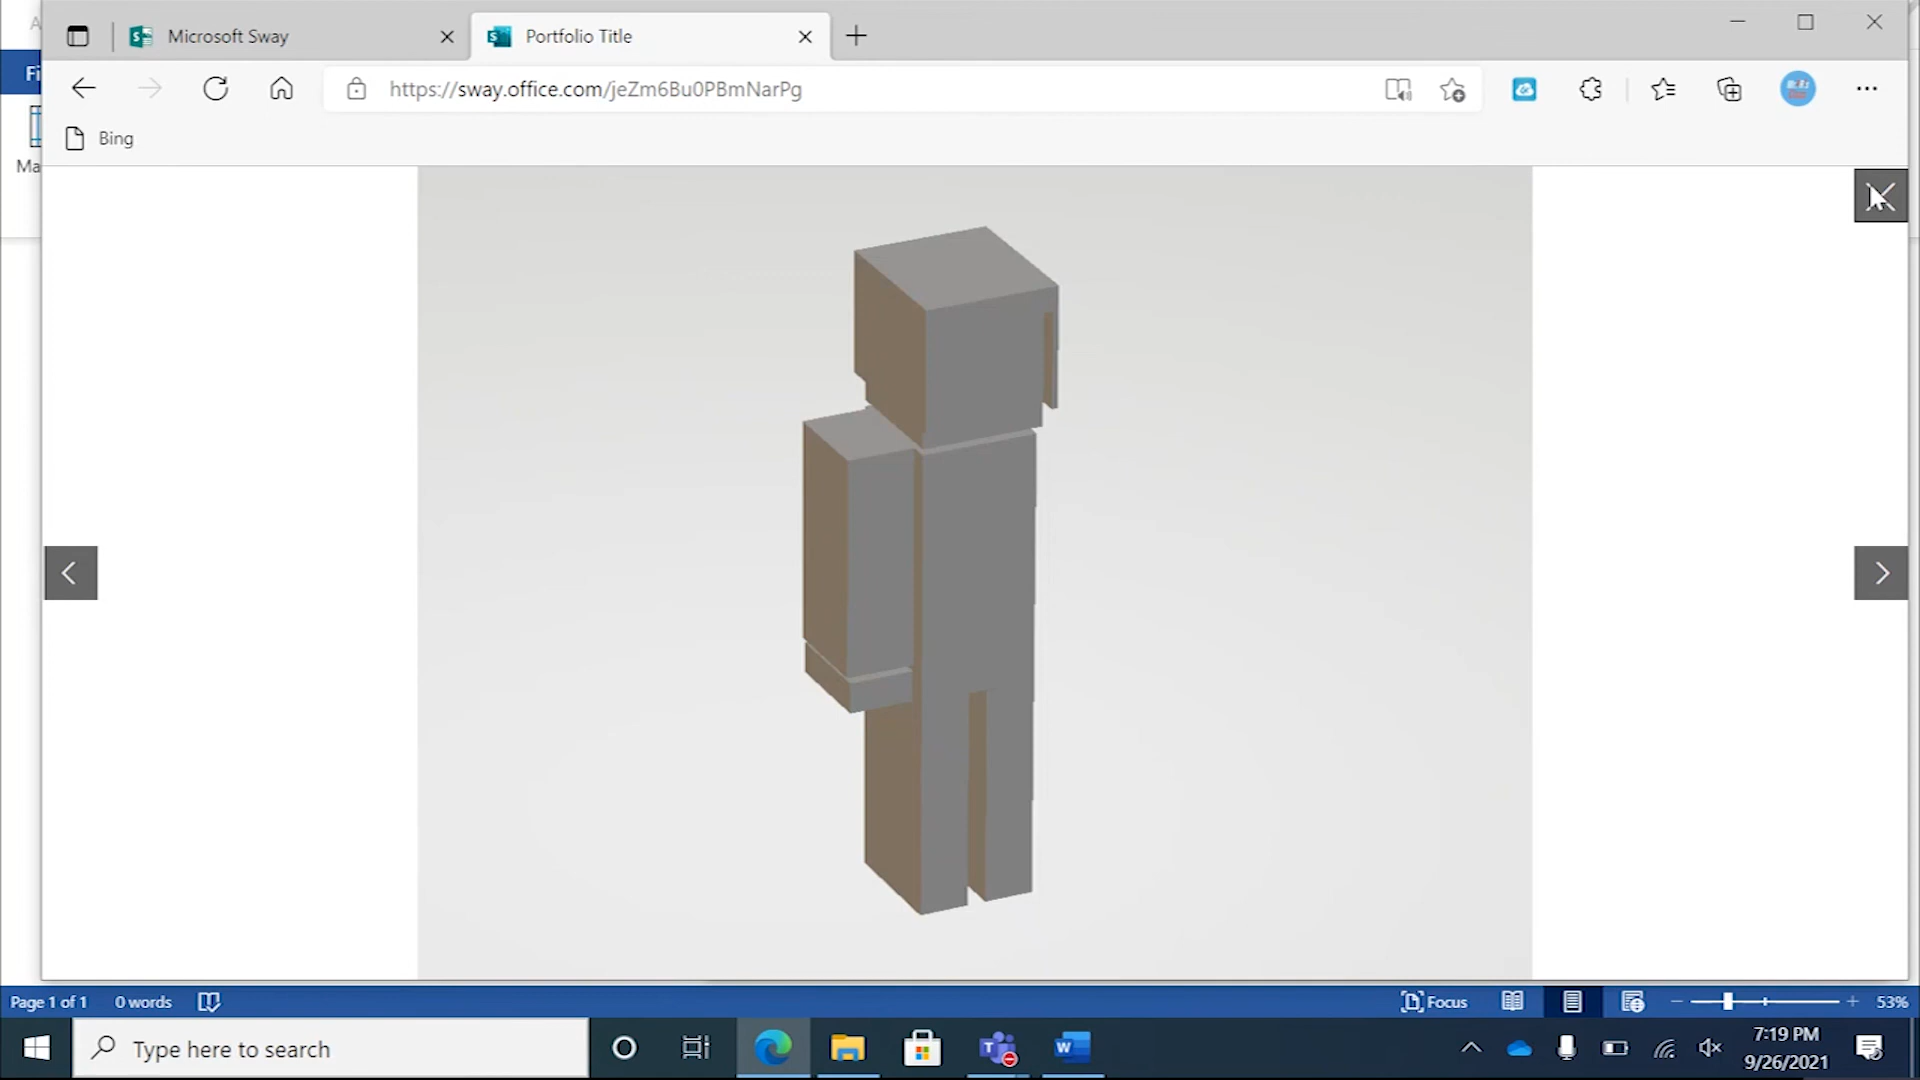 Microsoft Sway
Portfolio Title
Fi
https://sway.office.com/jeZm6Bu0PBmNarPg
Bing
Ma
Page 1 of 1
0 words
Focus
53%
Type here to search
7:19 PM
9/26/2021